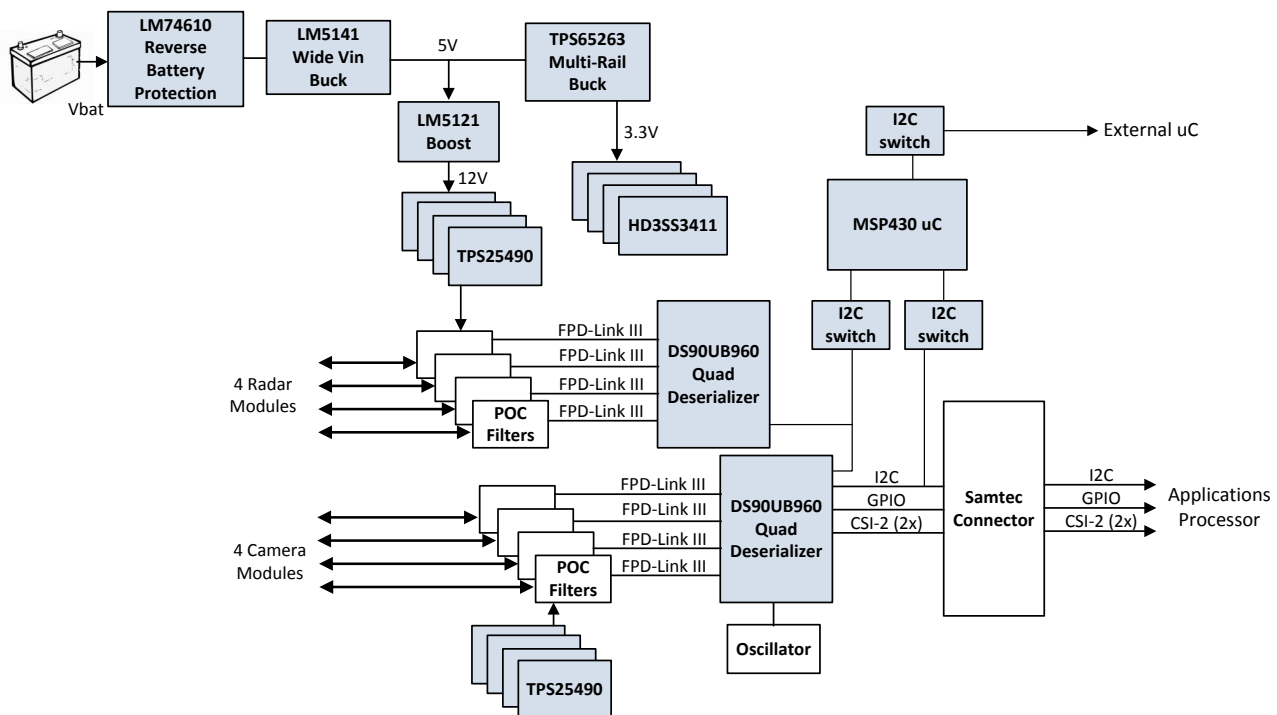 LM74610
Reverse
Battery
Protection
LM5141
Wide Vin
Buck
5V
TPS65263
Multi-Rail
Buck
Vbat
LM5121
Boost
3.3V
I2C
switch
External uC
12V
HD3SS3411
MSP430 uC
TPS25490
I2C
switch
I2C
switch
FPD-Link III
FPD-Link III
FPD-Link III
FPD-Link III
DS90UB960
Quad
Deserializer
4 Radar
Modules
POC
Filters
FPD-Link III
FPD-Link III
FPD-Link III
FPD-Link III
DS90UB960
Quad
Deserializer
I2C
GPIO
CSI-2 (2x)
Samtec
Connector
I2C
GPIO
CSI-2 (2x)
Applications
Processor
4 Camera
Modules
POC
Filters
Oscillator
TPS25490